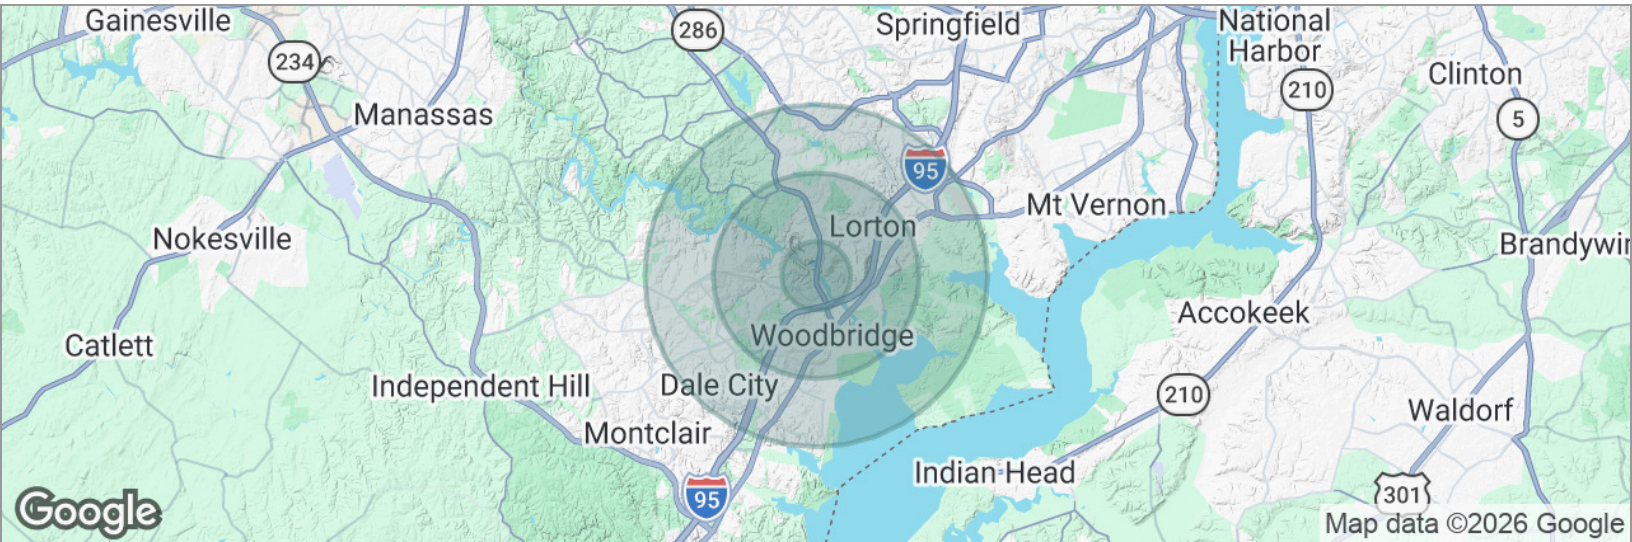 Gainesville
286
Springfield
National
Harbor
234
Clinton
210
Manassas
5
95
Mt Vernon
Lorton
Nokesville
Brandywin
Accokeek
Catlett
Woodbridge
Independent Hill
Dale City
210
Waldorf
Montclair
Indian Head
95
301
Google
Map data ©2026 Google